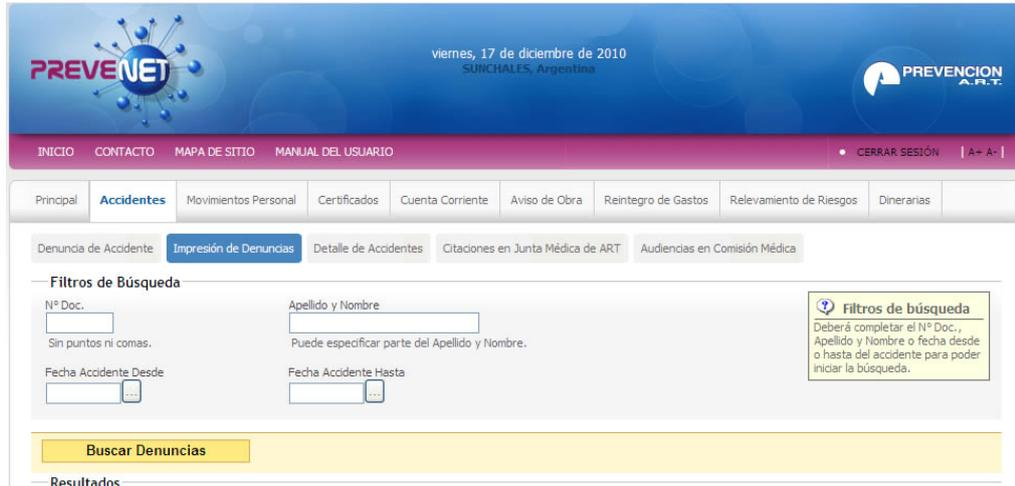 PREVENET
viernes, 17 de diciembre de 2010
SUNCHALES, Argentina
PREVENCION
A.R.T.
INICIO CONTACTO MAPA DE SITIO MANUAL DEL USUARIO • CERRAR SESIÓN | A+ A- |
Principal Accidentes Movimientos Personal Certificados Cuenta Corriente Aviso de Obra Reintegro de Gastos Relevamiento de Riesgos Dinerarias
Denuncia de Accidente Impresión de Denuncias Detalle de Accidentes Citaciones en Junta Médica de ART Audiencias en Comisión Médica
Filtros de Búsqueda
Nº Doc. Apellido y Nombre
Sin puntos ni comas. Puede especificar parte del Apellido y Nombre.
Fecha Accidente Desde Fecha Accidente Hasta
... ...
Filtros de búsqueda
Deberá completar el Nº Doc.,
Apellido y Nombre o fecha desde
o hasta del accidente para poder
iniciar la búsqueda.
Buscar Denuncias
Resultados